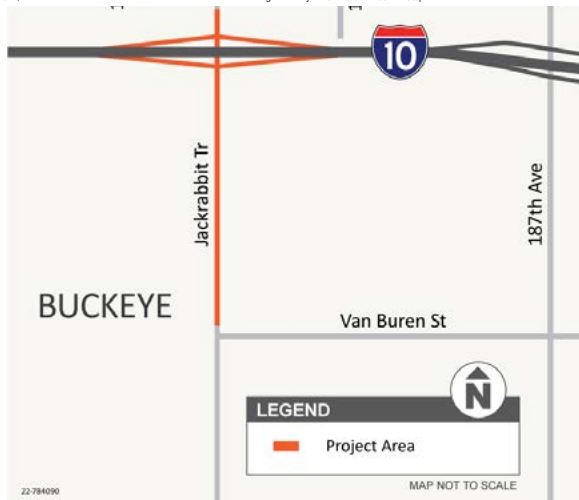 10
Jackrabbit Tr
187th Ave
BUCKEYE
Van Buren St
N
LEGEND
Project Area
22-784090
MAP NOT TO SCALE